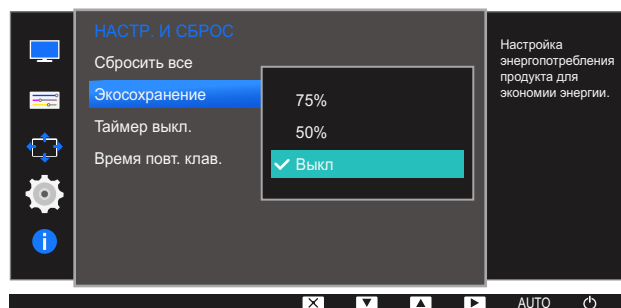 НАСТР. И СБРОС
Сбросить все
Экосохранение
Таймер выкл.
Время повт. клав.
75%
50%
Выкл
Настройка
энергопотребления
продукта для
экономии энергии.
AUTO